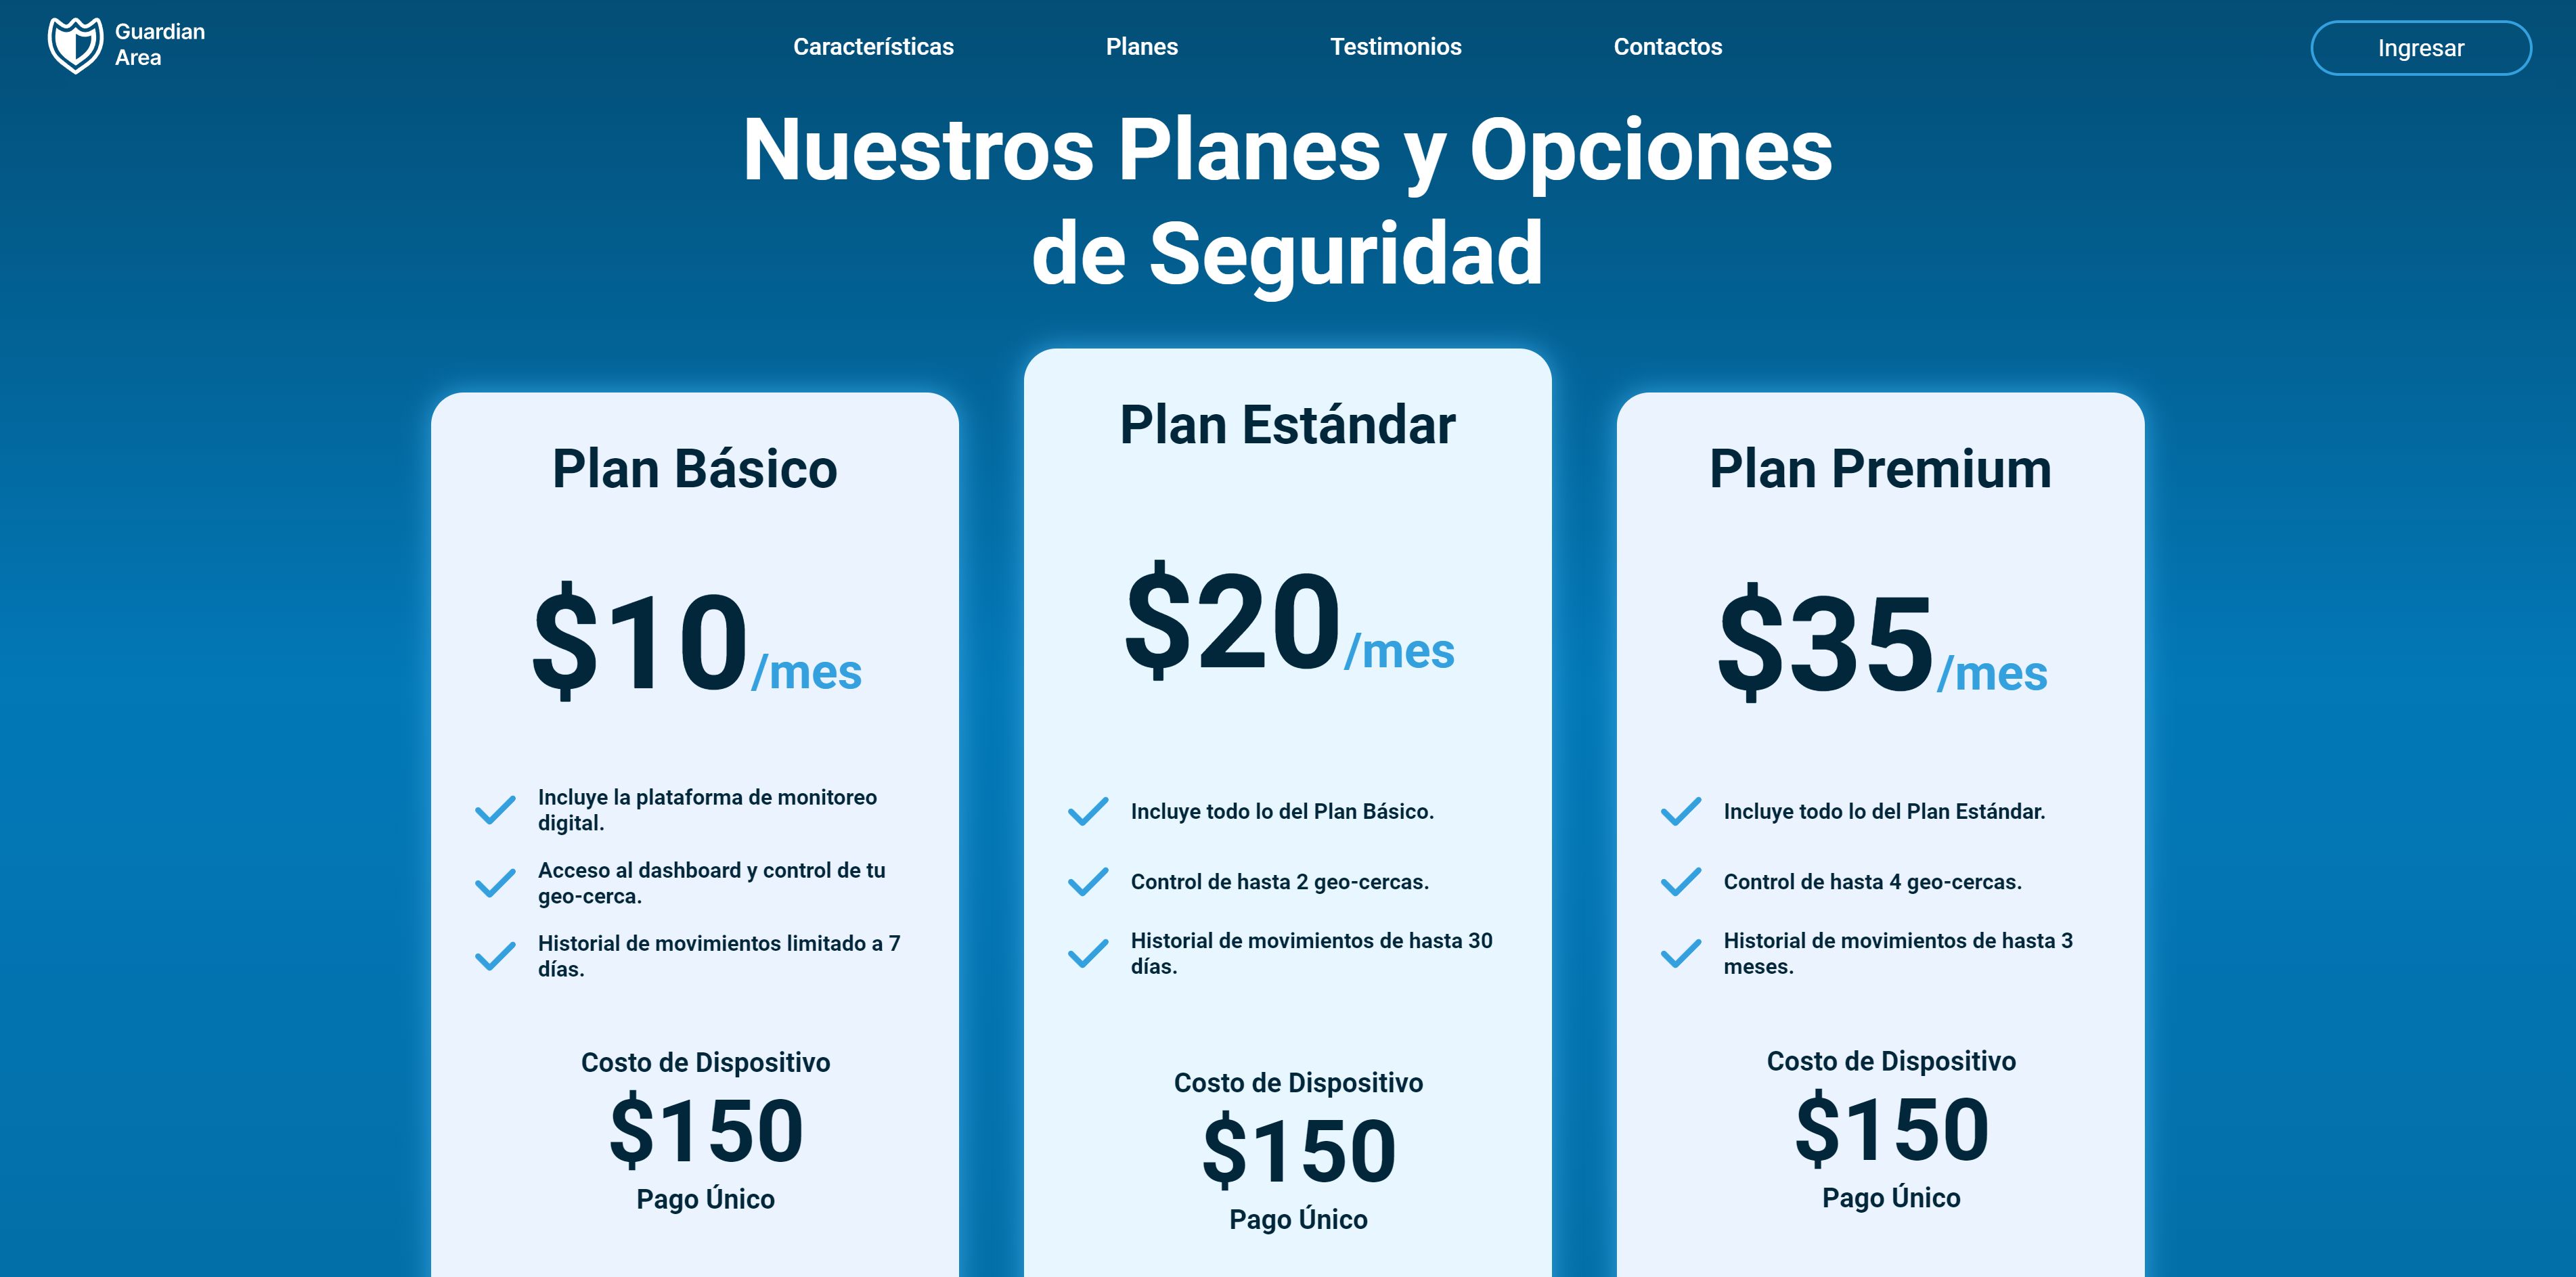 Guardian
Area
Características
Planes
Testimonios
Contactos
Ingresar
Nuestros Planes y Opciones
de Seguridad
Plan Básico
$10/mes
Incluye la plataforma de monitoreo
digital.
Acceso al dashboard y control de tu
geo-cerca.
Historial de movimientos limitado a 7
días.
Costo de Dispositivo
$150
Pago Único
Plan Estándar
$20/mes
Incluye todo lo del Plan Básico.
Control de hasta 2 geo-cercas.
Historial de movimientos de hasta 30
días.
Costo de Dispositivo
$150
Pago Único
Plan Premium
$35/mes
Incluye todo lo del Plan Estándar.
Control de hasta 4 geo-cercas.
Historial de movimientos de hasta 3
meses.
Costo de Dispositivo
$150
Pago Único